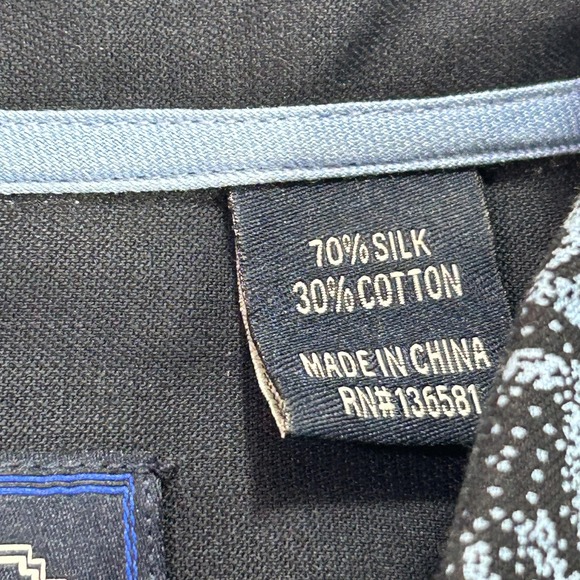 70% SILK
30% COTTON
MADE IN CHINA
RN#136581